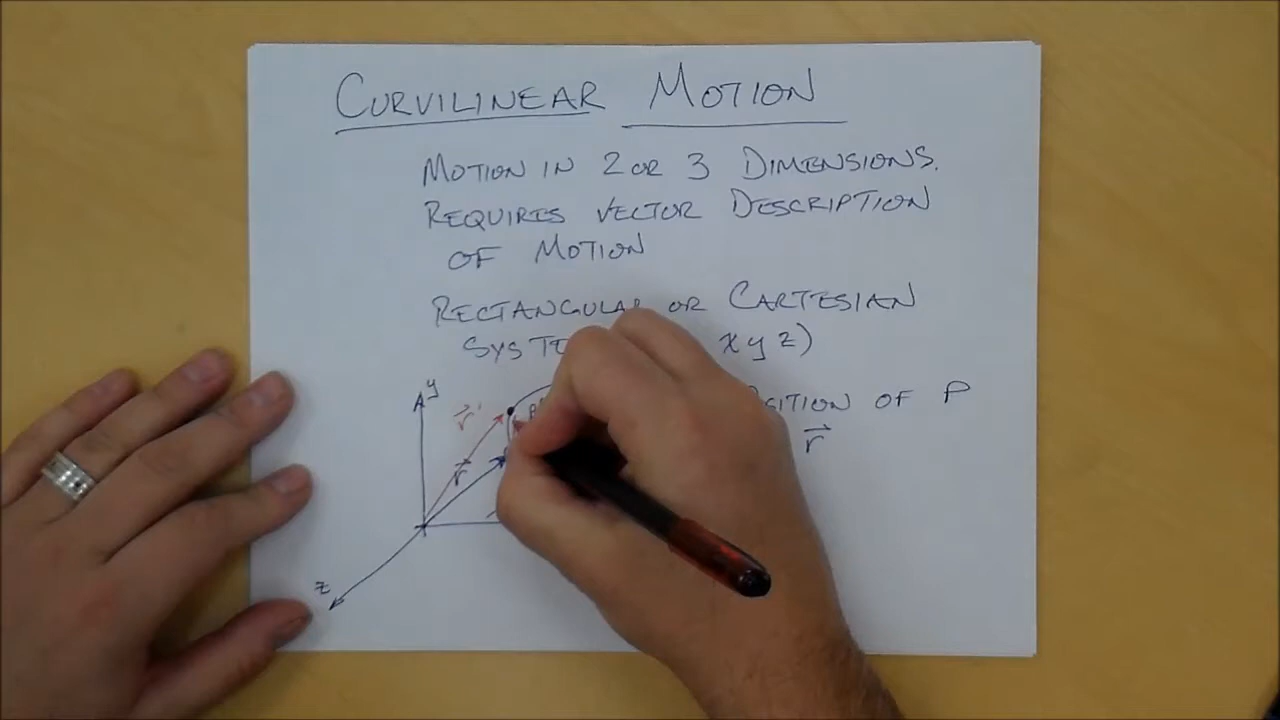 CURVILINEAR MOTION
MOTION IN 2 OR 3 DIMENSIONS.
REQUIRES VECTOR DESCRIPTION
OF MOTION
RECTANGULAR OR CARTESIAN
x y z)
OF P
r⃗
y
r⃗'
r⃗
z